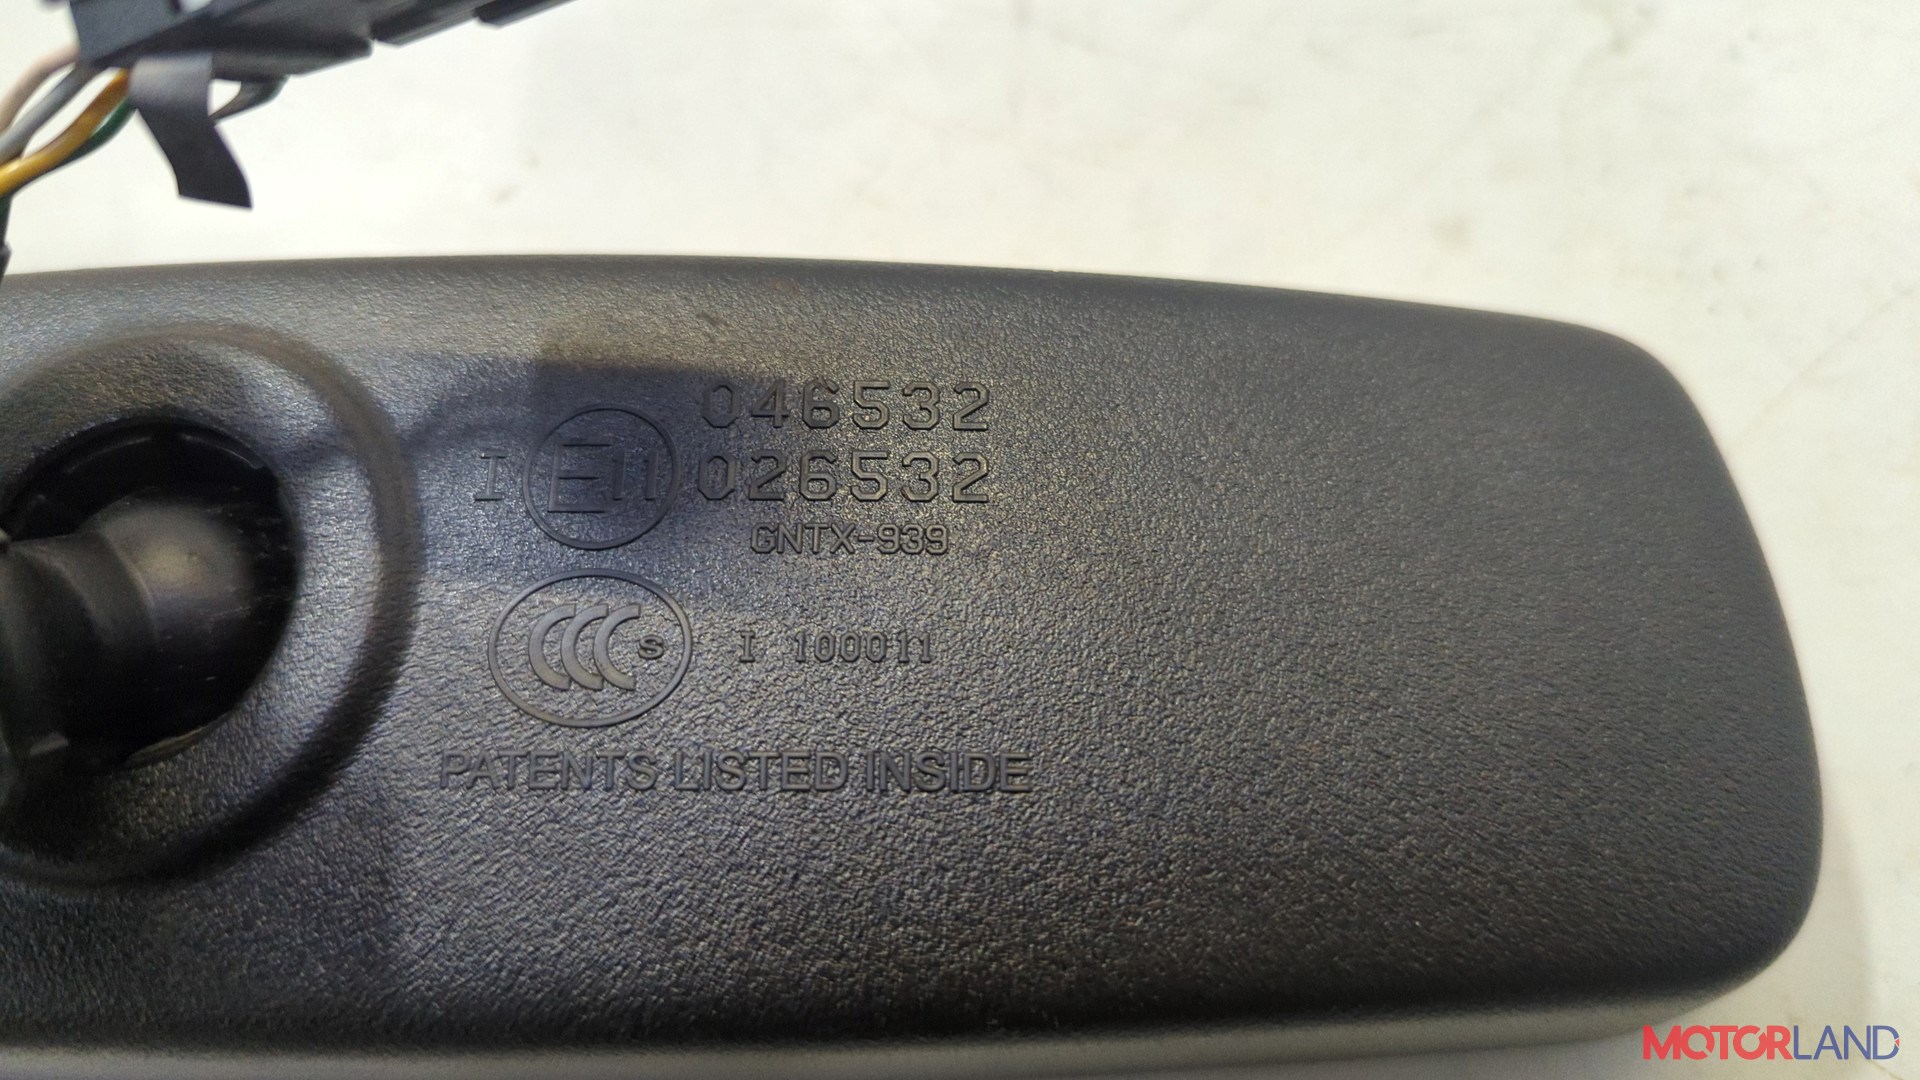 046532
I E11 026532
GNTX-939
CCC S I 100011
PATENTS LISTED INSIDE
MOTORLAND